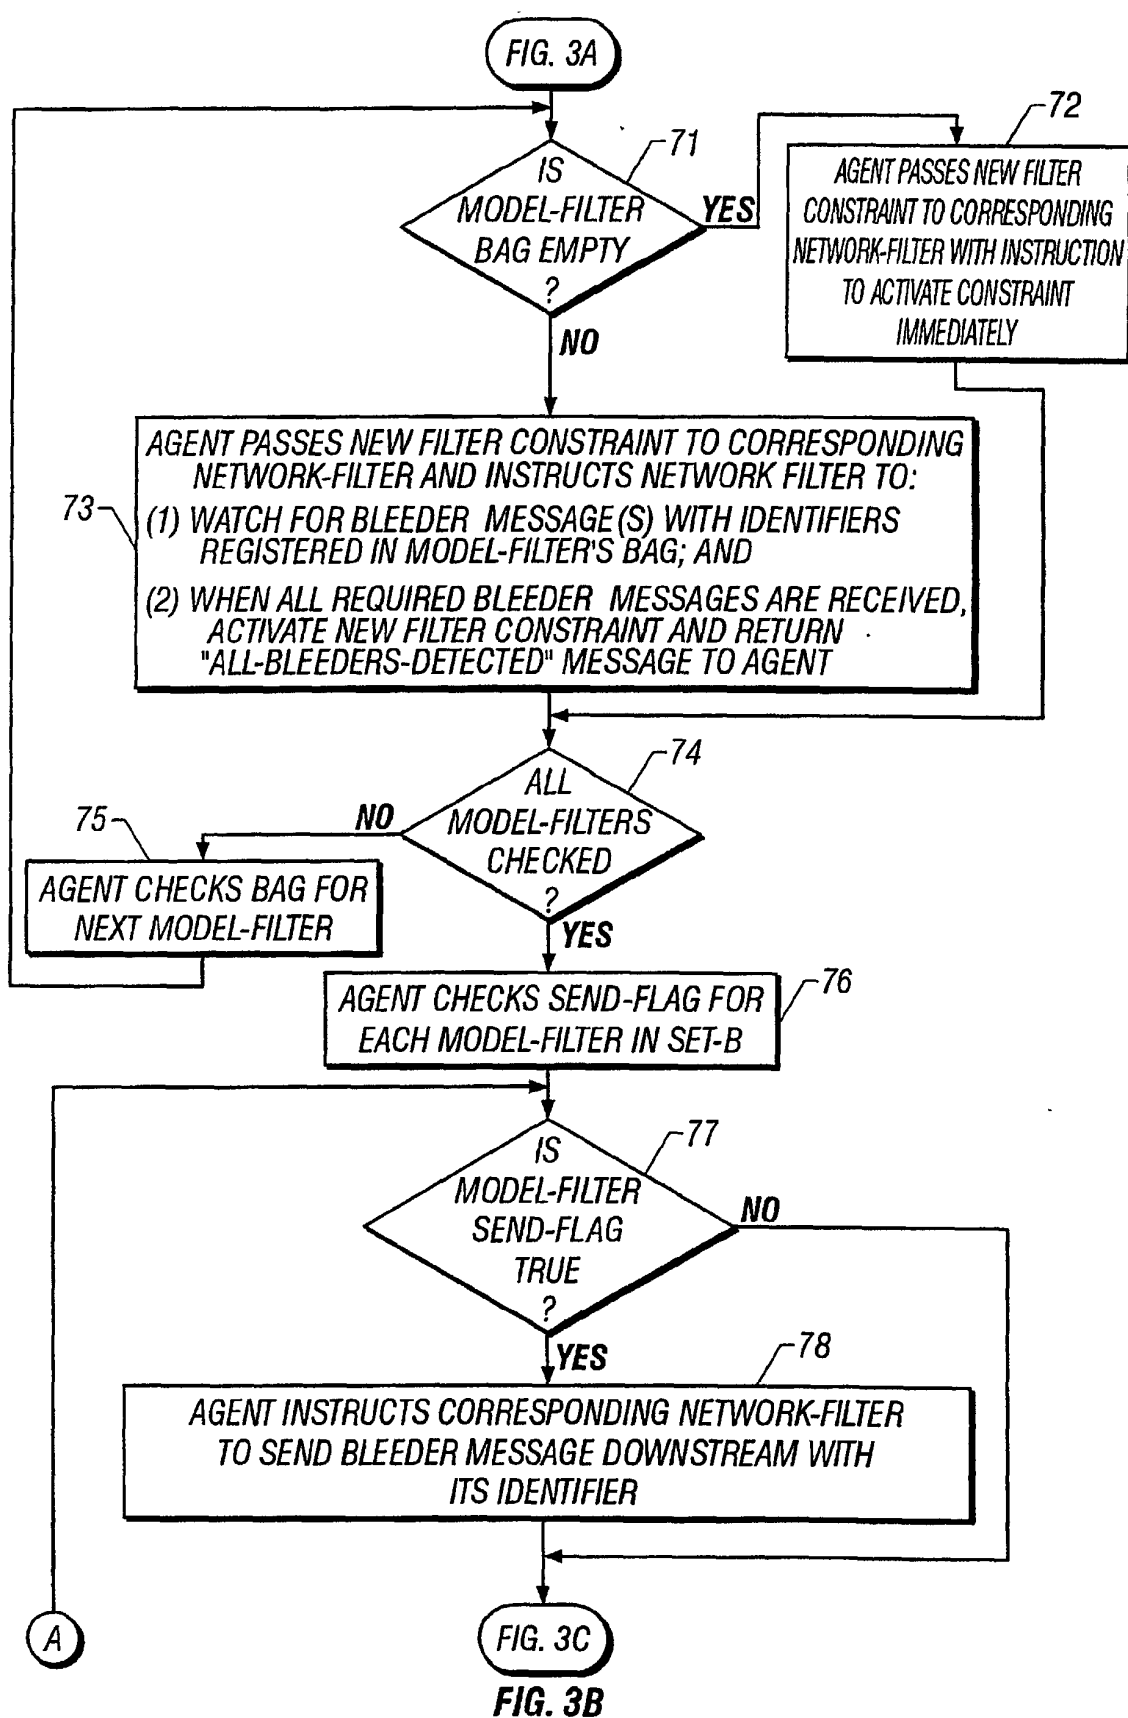 FIG. 3A
71
72
IS
MODEL-FILTER
BAG EMPTY
?
YES
AGENT PASSES NEW FILTER
CONSTRAINT TO CORRESPONDING
NETWORK-FILTER WITH INSTRUCTION
TO ACTIVATE CONSTRAINT
IMMEDIATELY
NO
73
AGENT PASSES NEW FILTER CONSTRAINT TO CORRESPONDING
NETWORK-FILTER AND INSTRUCTS NETWORK FILTER TO:
(1) WATCH FOR BLEEDER MESSAGE(S) WITH IDENTIFIERS
REGISTERED IN MODEL-FILTER'S BAG; AND
(2) WHEN ALL REQUIRED BLEEDER MESSAGES ARE RECEIVED,
ACTIVATE NEW FILTER CONSTRAINT AND RETURN
"ALL-BLEEDERS-DETECTED" MESSAGE TO AGENT
74
ALL
MODEL-FILTERS
CHECKED
?
NO
75
AGENT CHECKS BAG FOR
NEXT MODEL-FILTER
YES
76
AGENT CHECKS SEND-FLAG FOR
EACH MODEL-FILTER IN SET-B
77
IS
MODEL-FILTER
SEND-FLAG
TRUE
?
NO
YES
78
AGENT INSTRUCTS CORRESPONDING NETWORK-FILTER
TO SEND BLEEDER MESSAGE DOWNSTREAM WITH
ITS IDENTIFIER
A
FIG. 3C
FIG. 3B